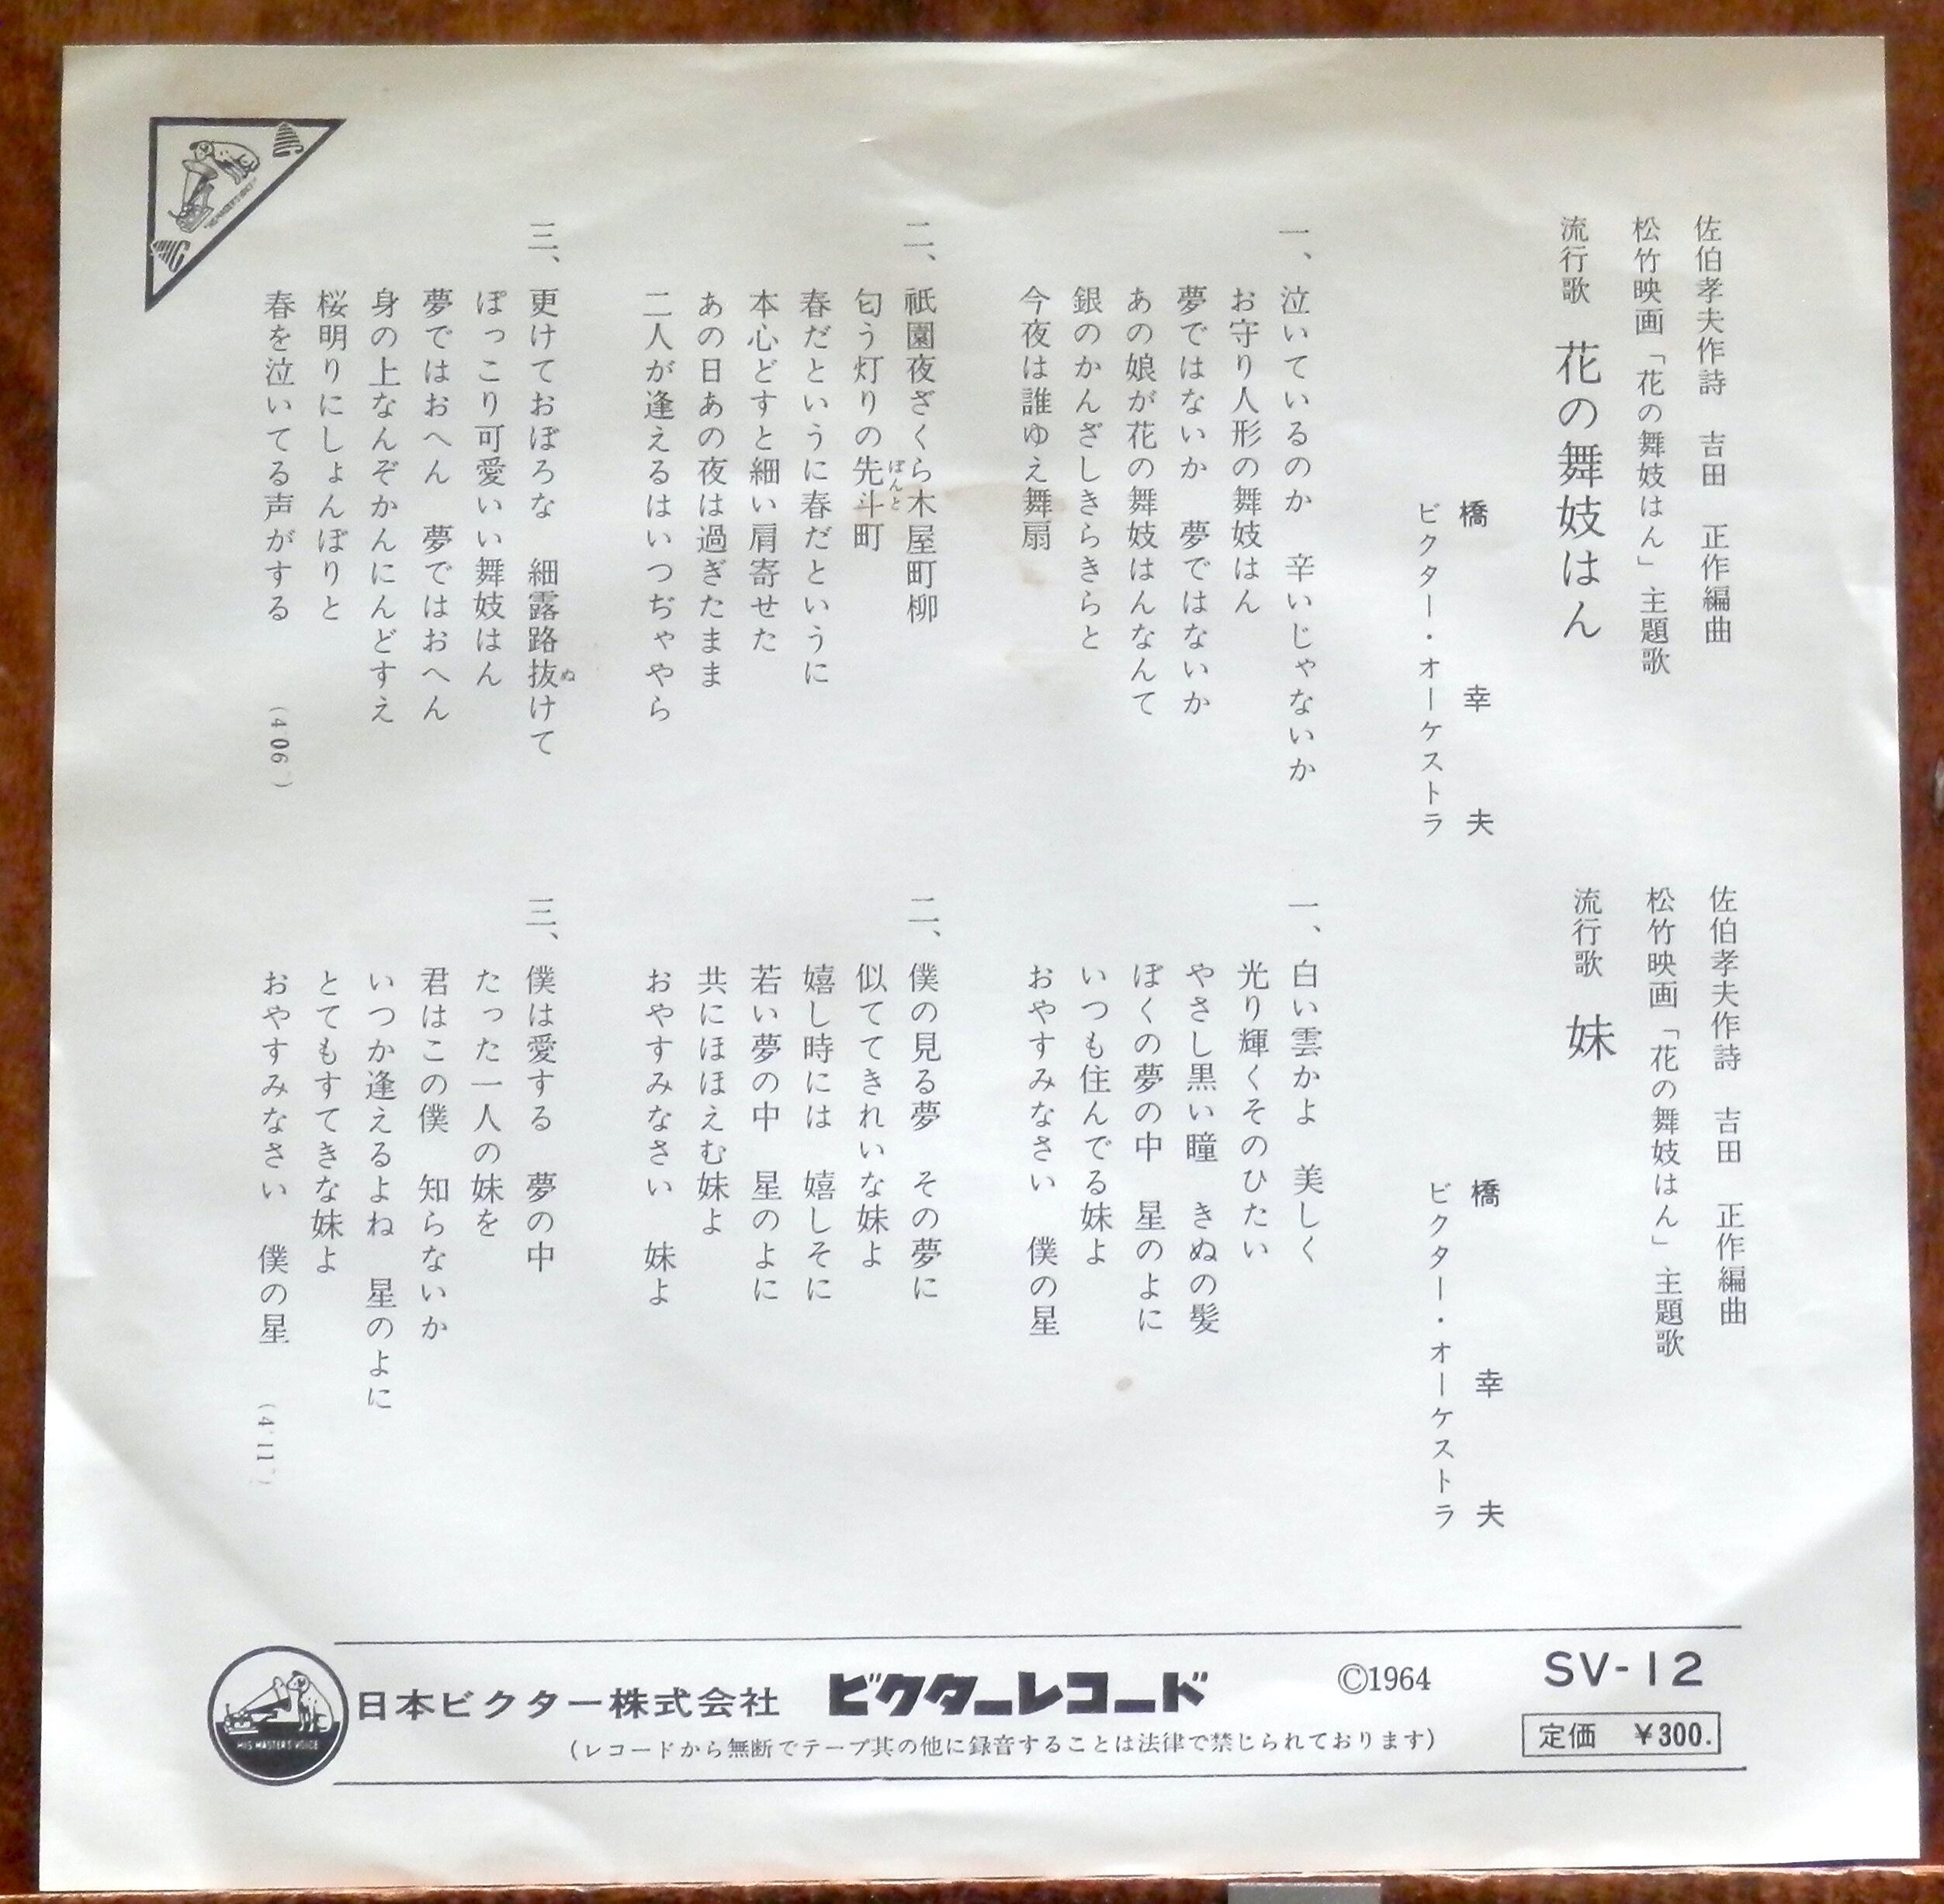 佐伯孝夫作詩　吉田　正作編曲
松竹映画「花の舞妓はん」主題歌
流行歌　花の舞妓はん
橋　幸　夫
ビクター・オーケストラ
一、泣いているのか　辛いじゃないか
お守り人形の舞妓はん
夢ではないか　夢ではないか
あの娘が花の舞妓はんなんて
銀のかんざしきらきらと
今夜は誰ゆえ舞扇
二、祇園夜ざくら木屋町柳
匂う灯りの先斗町
ぽんと
春だというに春だというに
本心どすと細い肩寄せた
あの日あの夜は過ぎたまま
二人が逢えるはいつぢゃやら
三、更けておぼろな　細露路抜けて
ぬ
ぽっこり可愛いい舞妓はん
夢ではおへん　夢ではおへん
身の上なんぞかんにんどすえ
桜明りにしょんぼりと
春を泣いてる声がする
(4'06")
佐伯孝夫作詩　吉田　正作編曲
松竹映画「花の舞妓はん」主題歌
流行歌　妹
橋　幸　夫
ビクター・オーケストラ
一、白い雲かよ　美しく
光り輝くそのひたい
やさし黒い瞳　きぬの髪
ぼくの夢の中　星のよに
いつも住んでる妹よ
おやすみなさい　僕の星
二、僕の見る夢　その夢に
似ててきれいな妹よ
嬉し時には　嬉しそに
若い夢の中　星のよに
共にほほえむ妹よ
おやすみなさい　妹よ
三、僕は愛する　夢の中
たった一人の妹を
君はこの僕　知らないか
いつか逢えるよね　星のよに
とてもすてきな妹よ
おやすみなさい　僕の星
(4'11")
HIS MASTER'S VOICE
日本ビクター株式会社　ビクターレコード　©1964　SV-12
(レコードから無断でテープ其の他に録音することは法律で禁じられております)
定価　￥300.